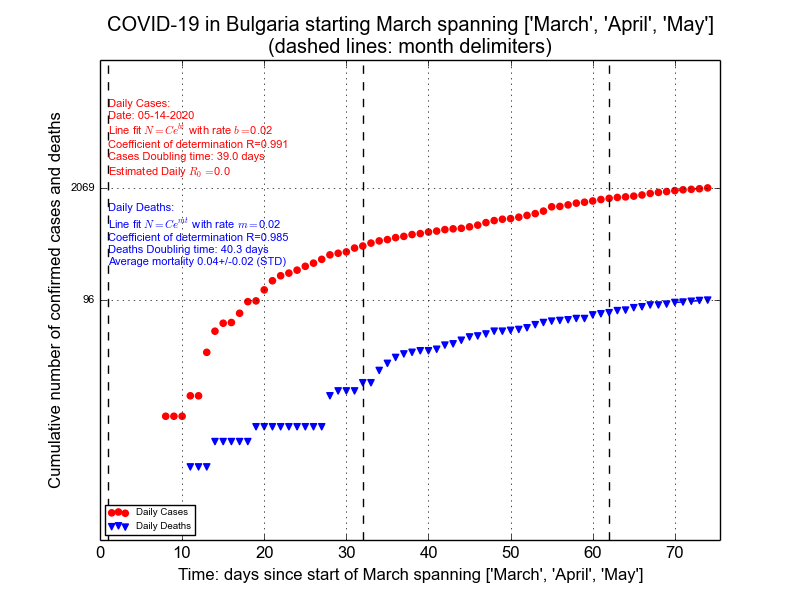 COVID-19 in Bulgaria starting March spanning ['March', 'April', 'May']
(dashed lines: month delimiters)
Daily Cases:
Date: 05-14-2020
Line fit N = Ce^{bt} with rate b =0.02
Coefficient of determination R=0.991
Cases Doubling time: 39.0 days
Estimated Daily R_0 =0.0
2069
Daily Deaths:
Line fit N = Ce^{mt} with rate m =0.02
Coefficient of determination R=0.985
Deaths Doubling time: 40.3 days
Average mortality 0.04+/-0.02 (STD)
96
Cumulative number of confirmed cases and deaths
Daily Cases
Daily Deaths
0 10 20 30 40 50 60 70
Time: days since start of March spanning ['March', 'April', 'May']